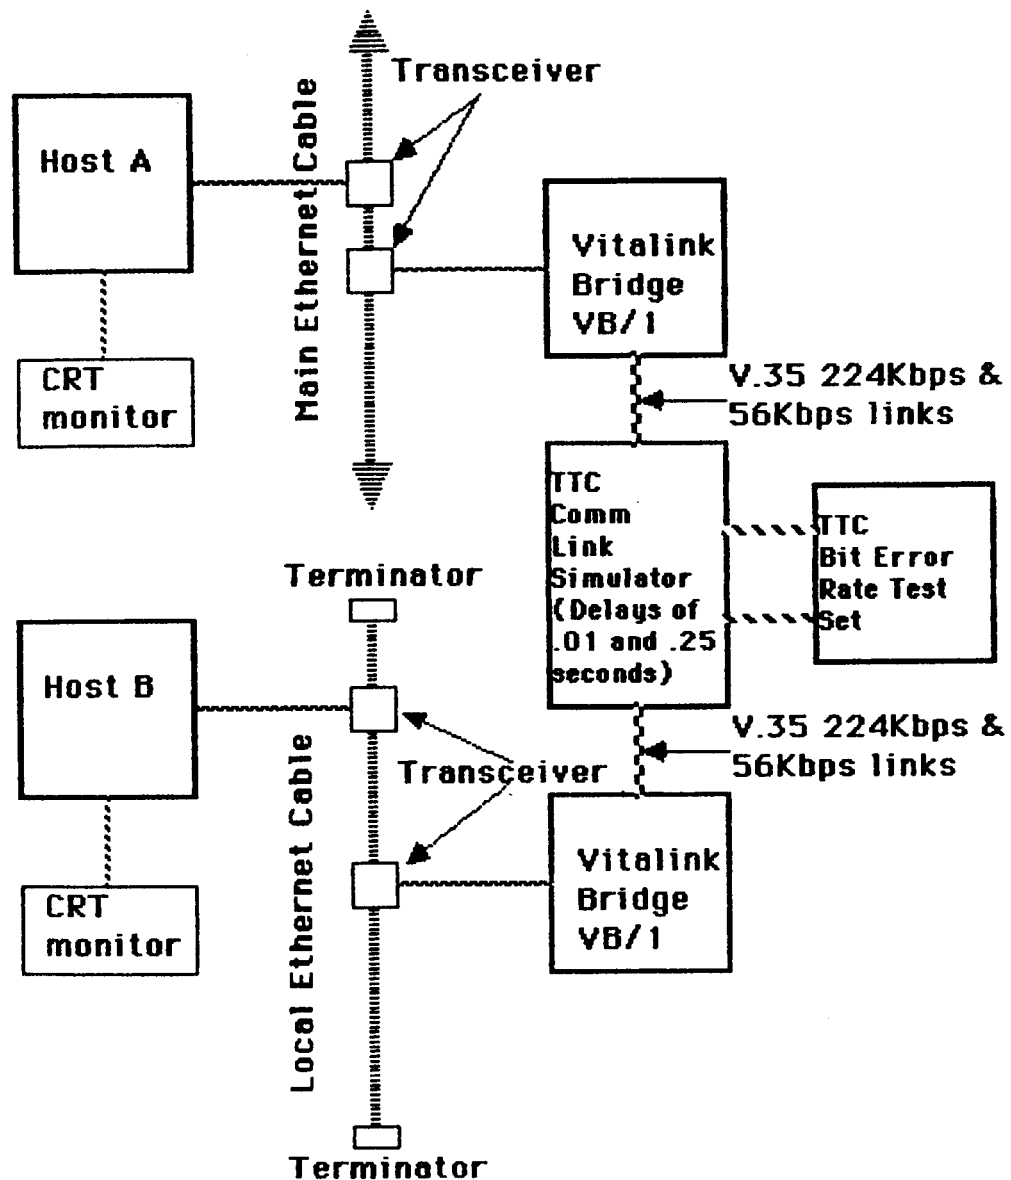 Transceiver
Host A
Main Ethernet Cable
Vitalink
Bridge
VB/1
CRT
monitor
V.35 224Kbps &
56Kbps links
TTC
Comm
Link
Simulator
(Delays of
.01 and .25
seconds)
TTC
Bit Error
Rate Test
Set
Terminator
Host B
V.35 224Kbps &
56Kbps links
Transceiver
Local Ethernet Cable
Vitalink
Bridge
VB/1
CRT
monitor
Terminator